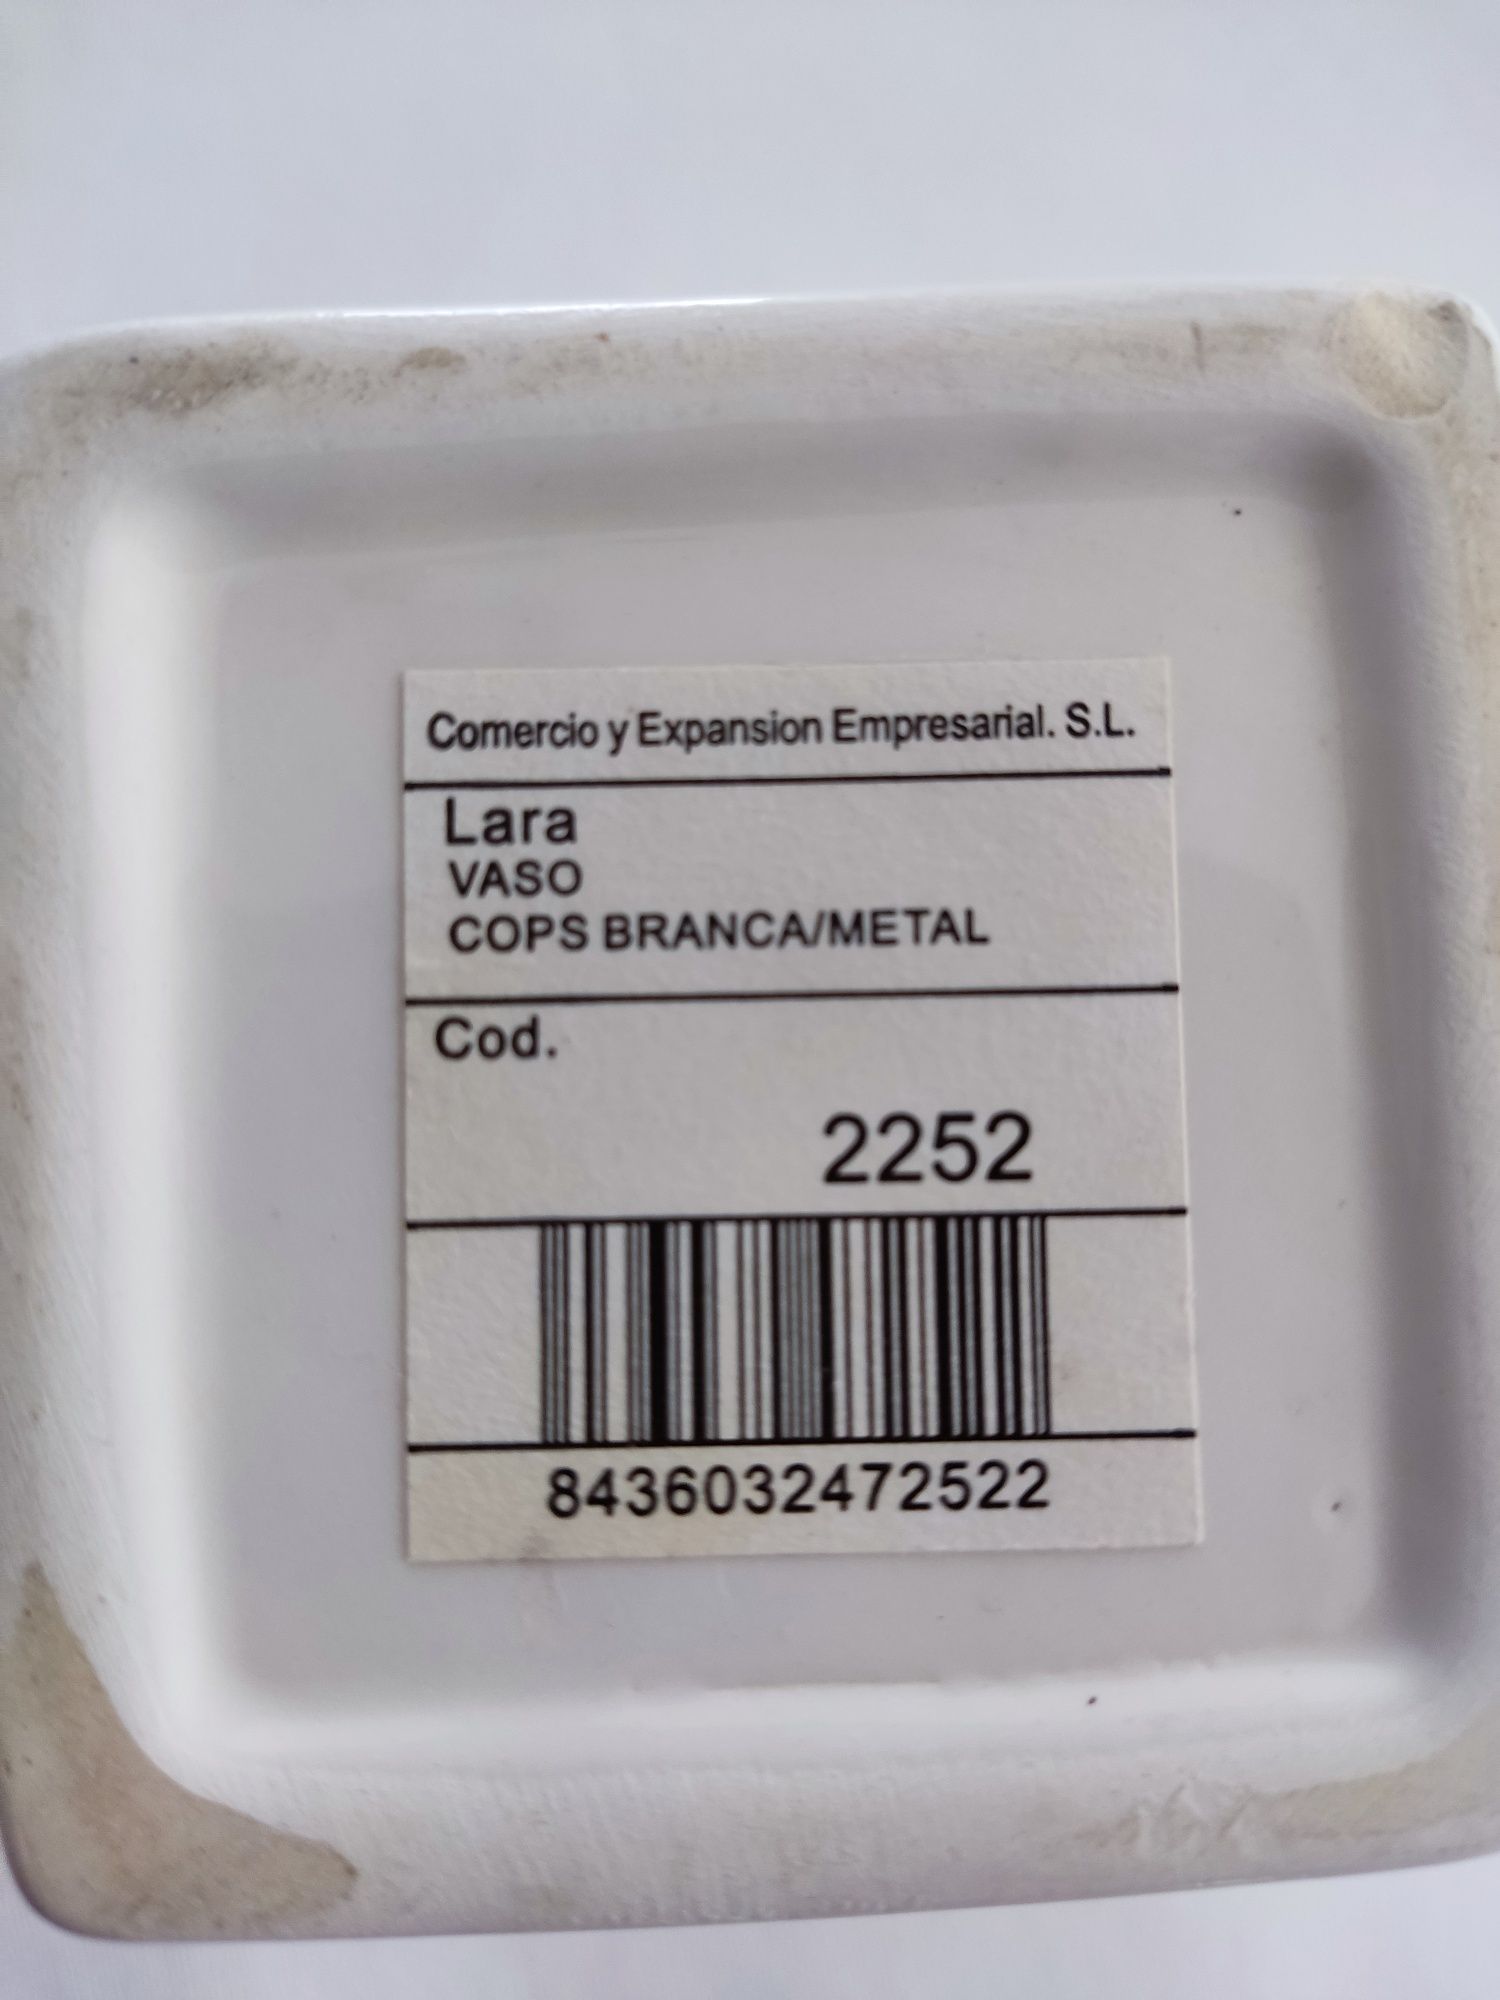 Comercio y Expansion Empresarial. S.L.
Lara
VASO
COPS BRANCA/METAL
Cod.
2252
8436032472522